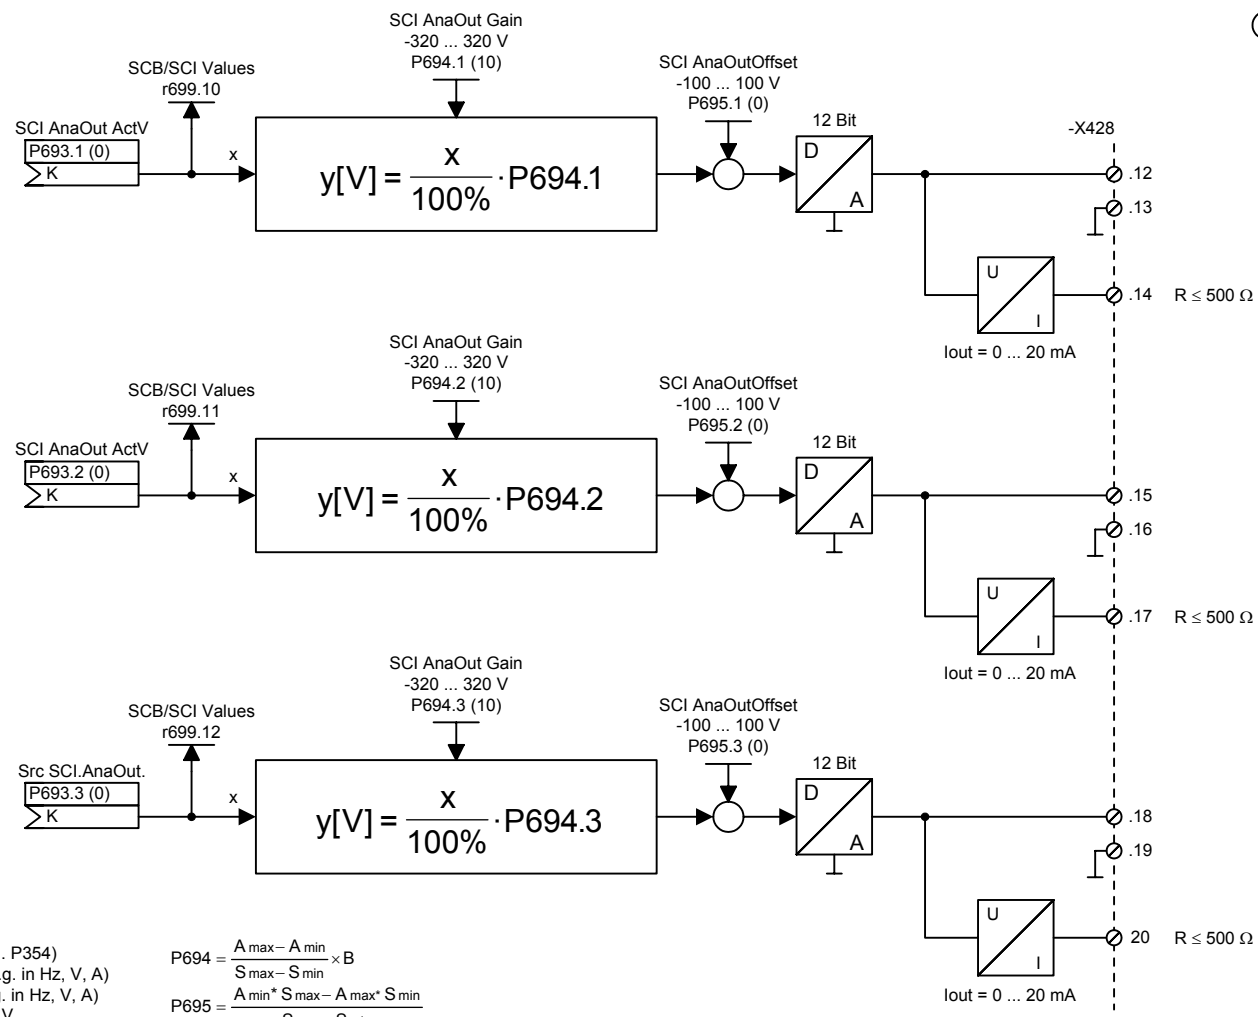 SCI AnaOut Gain
-320 ... 320 V
P694.1 (10)
SCB/SCI Values
r699.10
SCI AnaOutOffset
-100 ... 100 V
P695.1 (0)
SCI AnaOut ActV
P693.1 (0)
K
x
y[V] = x/100% · P694.1
12 Bit
D
A
-X428
.12
.13
U
I
.14
R ≤ 500 Ω
Iout = 0 ... 20 mA
SCI AnaOut Gain
-320 ... 320 V
P694.2 (10)
SCB/SCI Values
r699.11
SCI AnaOutOffset
-100 ... 100 V
P695.2 (0)
SCI AnaOut ActV
P693.2 (0)
K
x
y[V] = x/100% · P694.2
12 Bit
D
A
.15
.16
U
I
.17
R ≤ 500 Ω
Iout = 0 ... 20 mA
SCI AnaOut Gain
-320 ... 320 V
P694.3 (10)
SCB/SCI Values
r699.12
SCI AnaOutOffset
-100 ... 100 V
P695.3 (0)
Src SCI.AnaOut.
P693.3 (0)
K
x
y[V] = x/100% · P694.3
12 Bit
D
A
.18
.19
U
I
20
R ≤ 500 Ω
Iout = 0 ... 20 mA
. P354)
.g. in Hz, V, A)
g. in Hz, V, A)
V
P694 = A max− A min / S max− S min × B
P695 = A min* S max− A max* S min